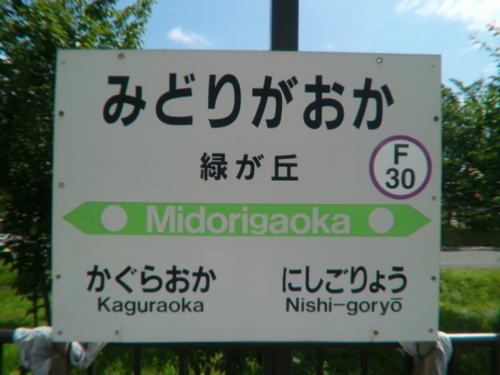 みどりがおか
緑が丘
F
30
Midorigaoka
かぐらおか にしごりょう
Kaguraoka Nishi-goryō